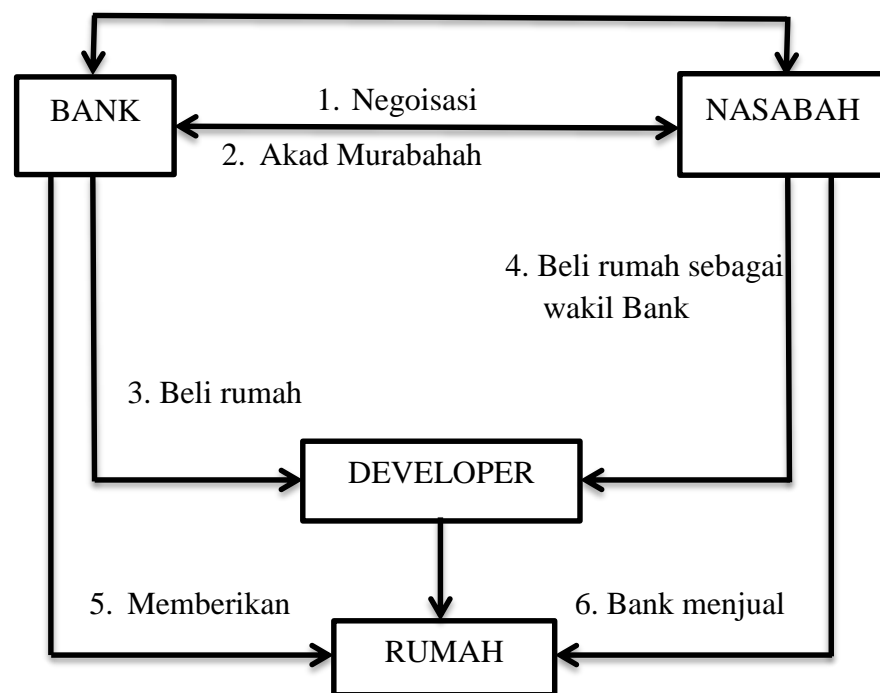 BANK
1. Negoisasi
NASABAH
2. Akad Murabahah
4. Beli rumah sebagai
wakil Bank
3. Beli rumah
DEVELOPER
5. Memberikan
6. Bank menjual
RUMAH